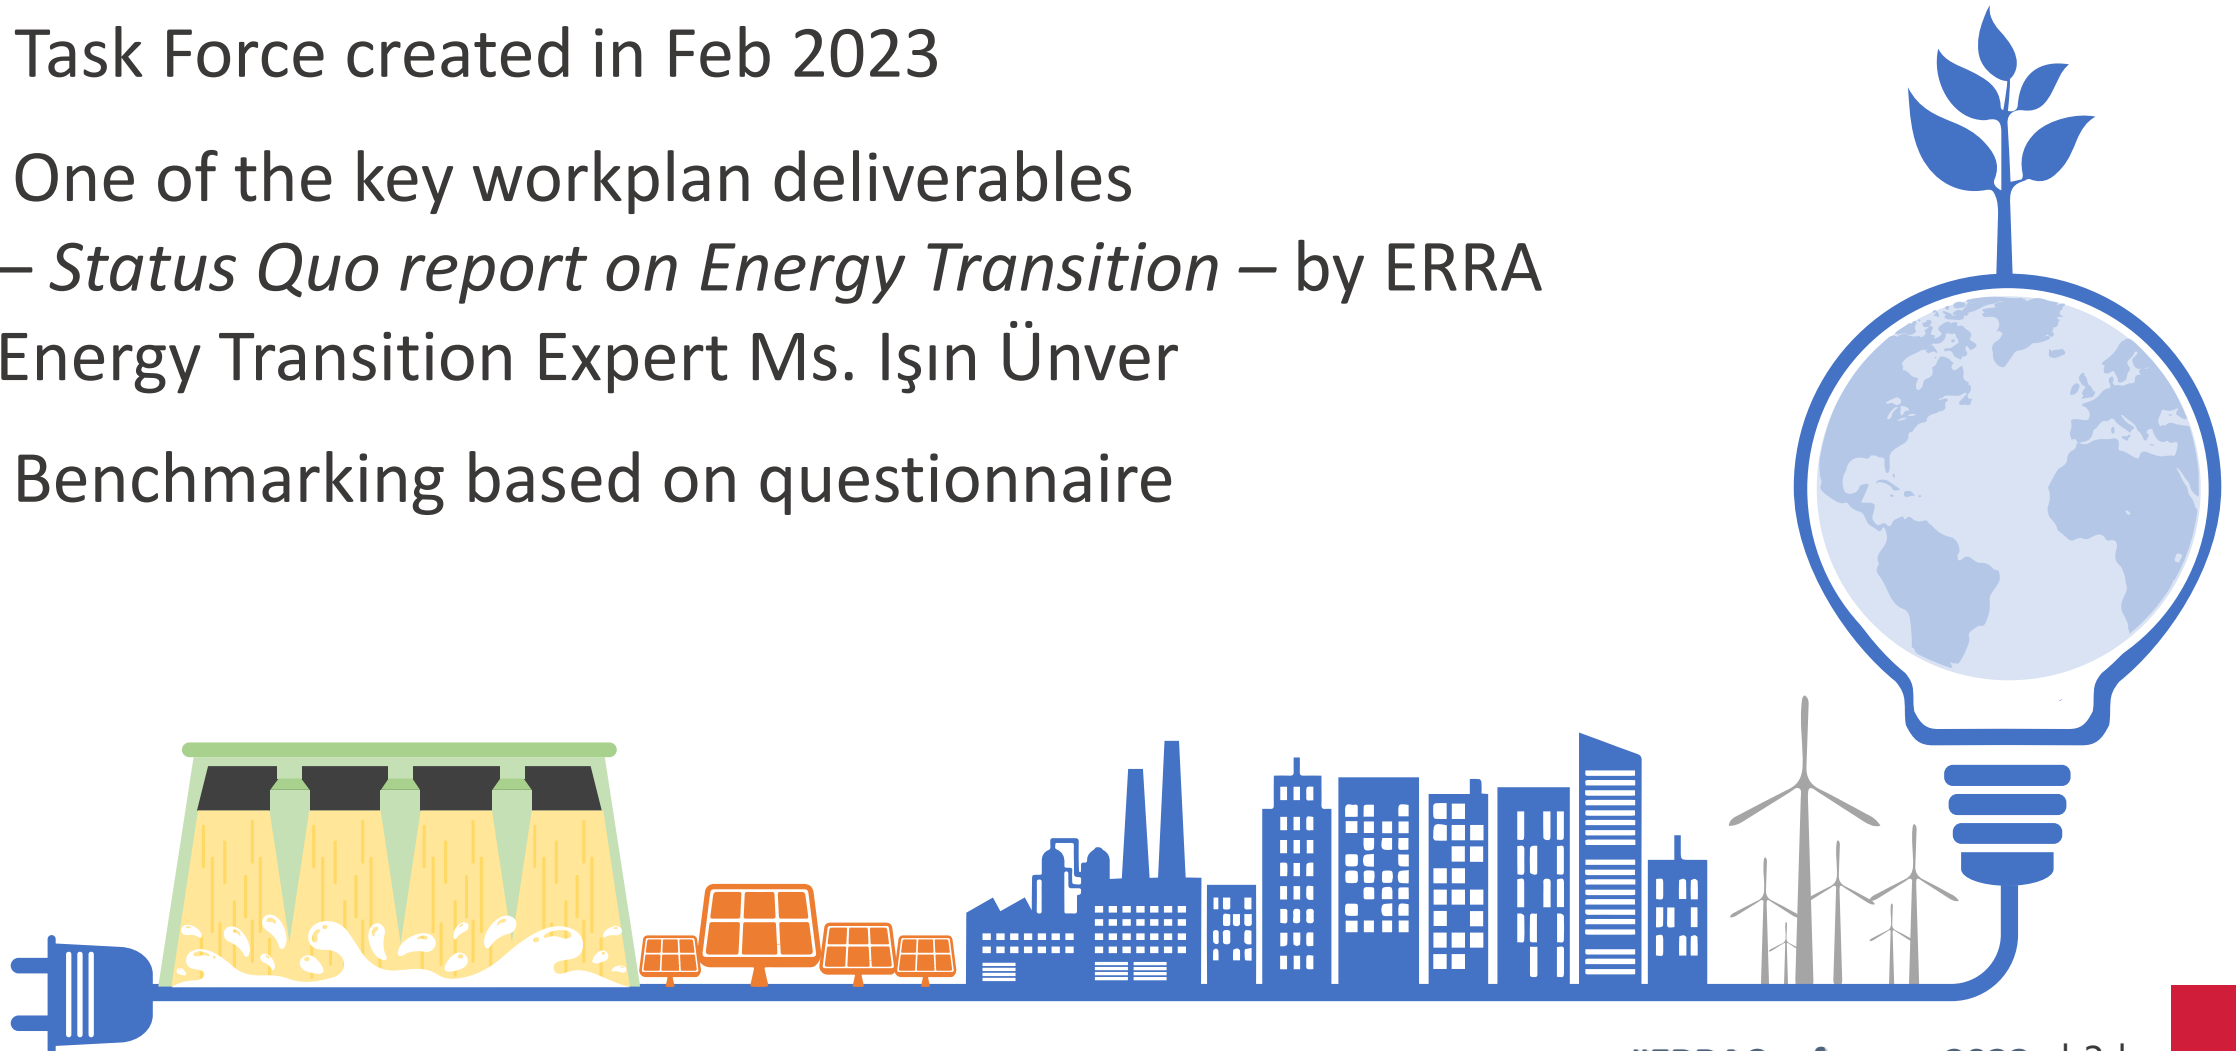 Task Force created in Feb 2023
One of the key workplan deliverables
– Status Quo report on Energy Transition – by ERRA
Energy Transition Expert Ms. Işın Ünver
Benchmarking based on questionnaire